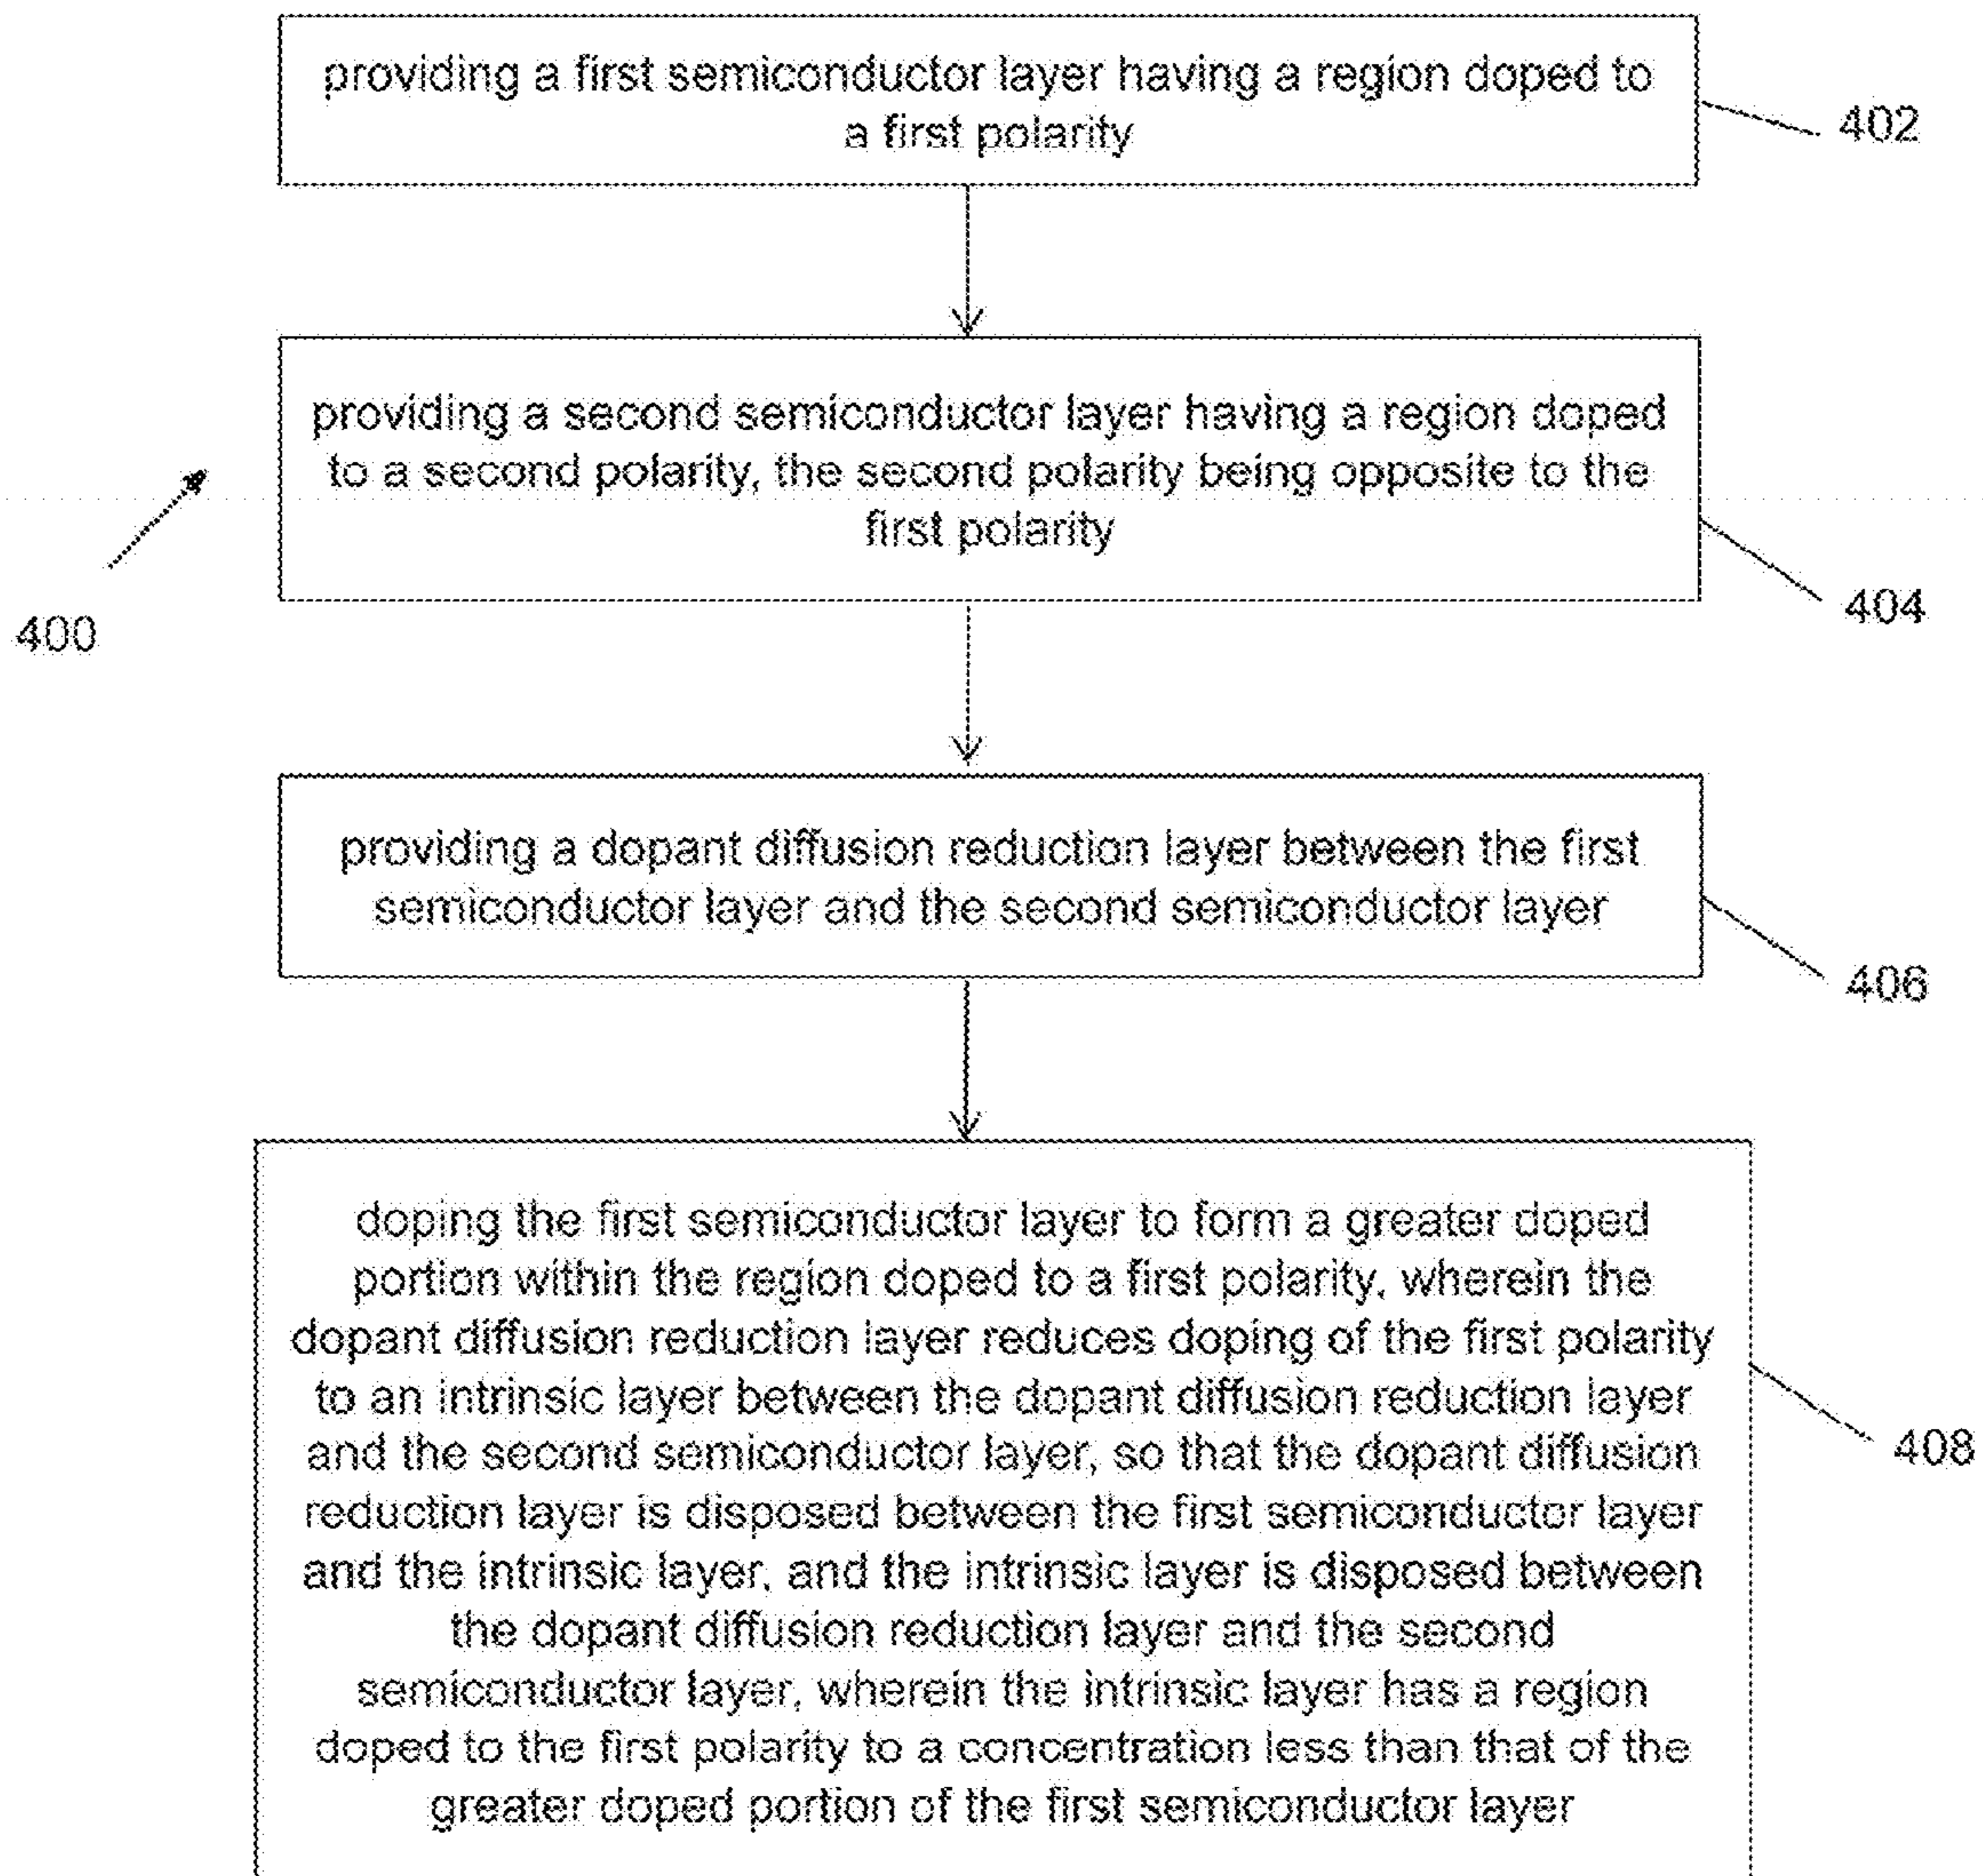 providing a first semiconductor layer having a region doped to
a first polarity
402
providing a second semiconductor layer having a region doped
to a second polarity, the second polarity being opposite to the
first polarity
400
404
providing a dopant diffusion reduction layer between the first
semiconductor layer and the second semiconductor layer
406
doping the first semiconductor layer to form a greater doped
portion within the region doped to a first polarity, wherein the
dopant diffusion reduction layer reduces doping of the first polarity
to an intrinsic layer between the dopant diffusion reduction layer
and the second semiconductor layer, so that the dopant diffusion
reduction layer is disposed between the first semiconductor layer
and the intrinsic layer, and the intrinsic layer is disposed between
the dopant diffusion reduction layer and the second
semiconductor layer, wherein the intrinsic layer has a region
doped to the first polarity to a concentration less than that of the
greater doped portion of the first semiconductor layer
408